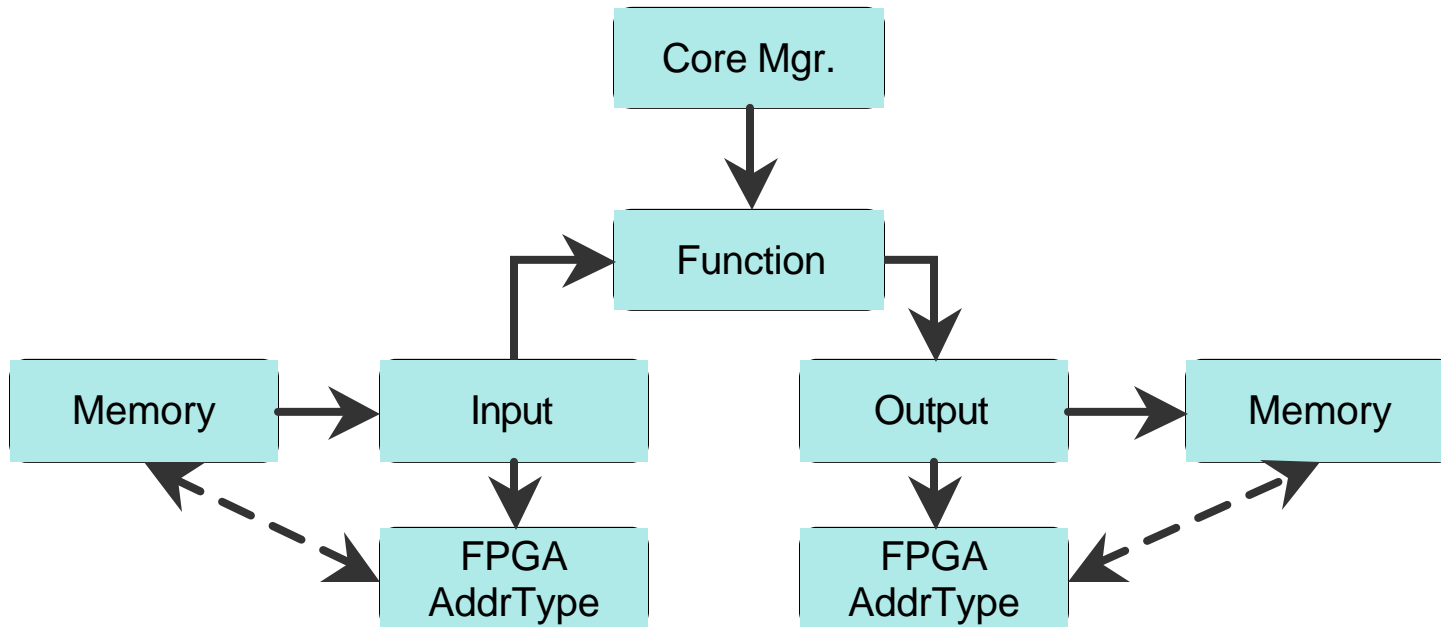 Core Mgr.
Function
Memory
Input
Output
Memory
FPGA
AddrType
FPGA
AddrType